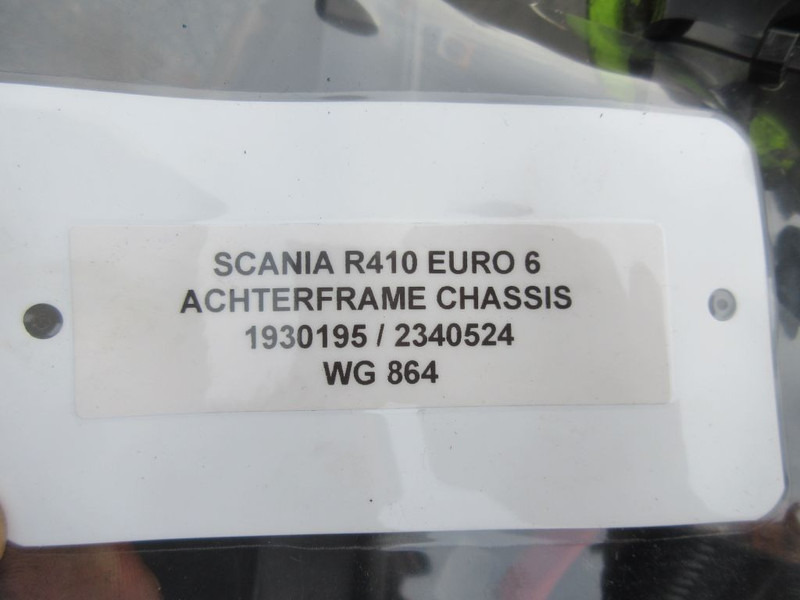 SCANIA R410 EURO 6
ACHTERFRAME CHASSIS
1930195 / 2340524
WG 864